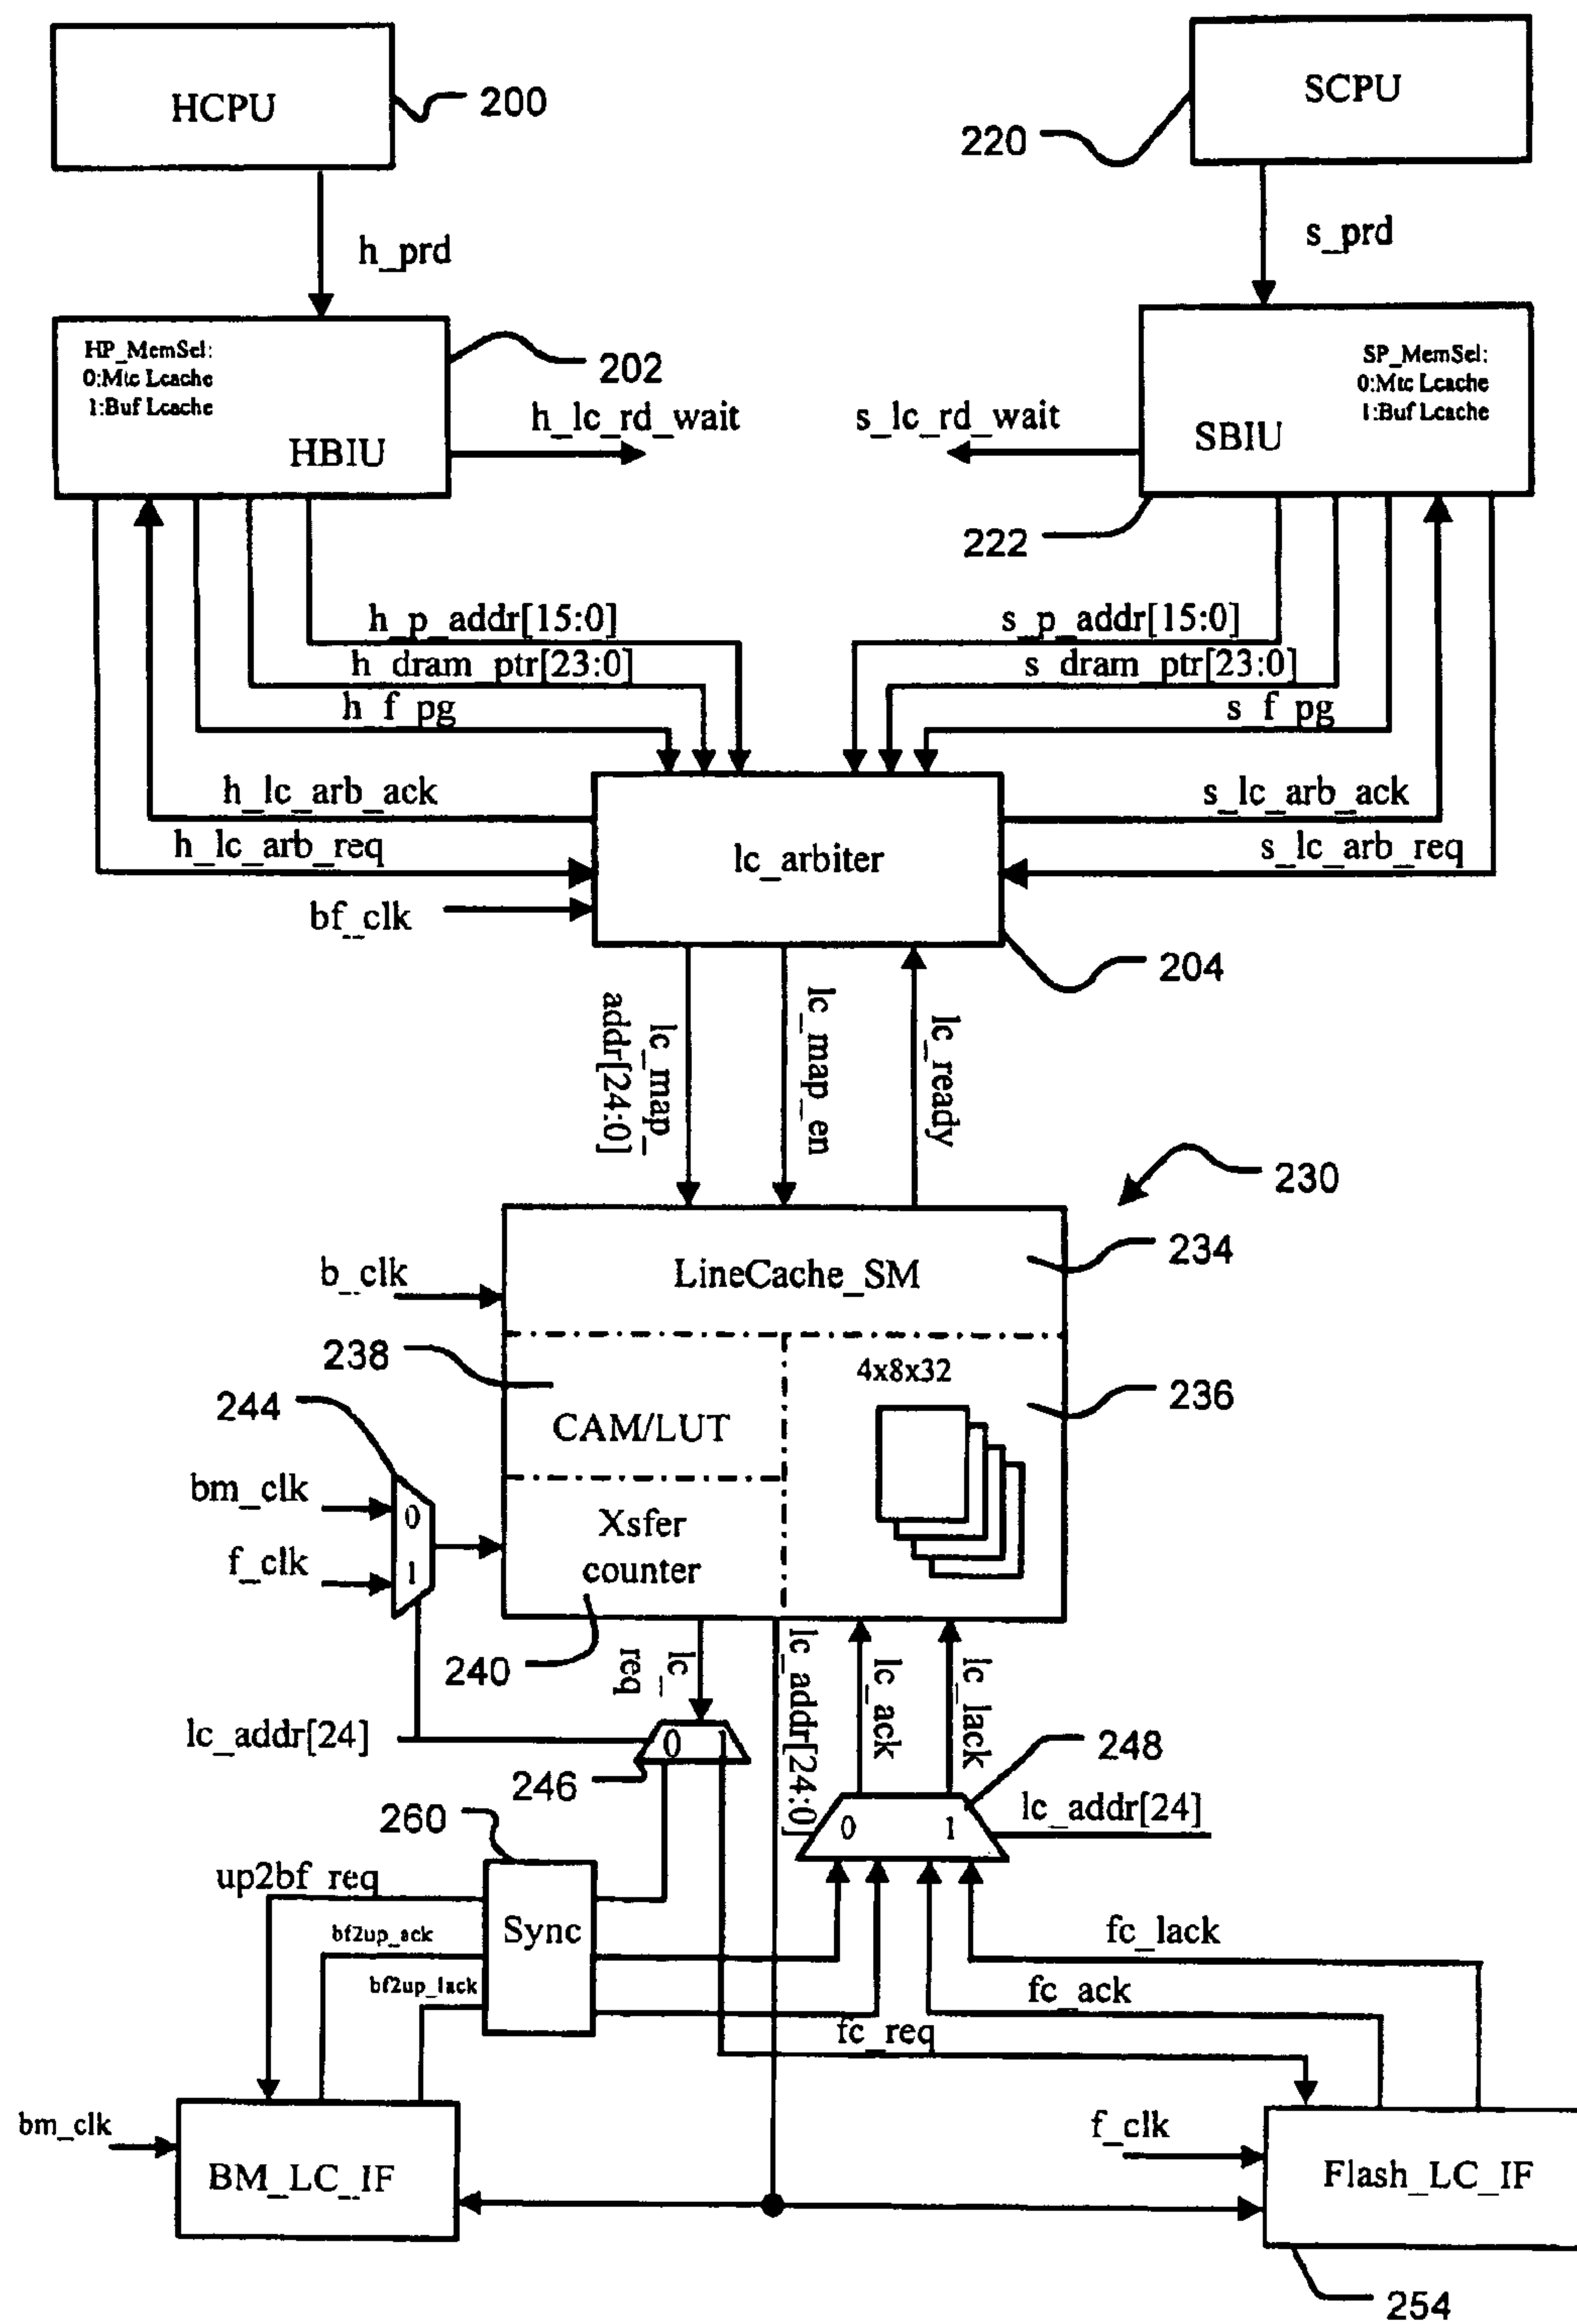 HCPU
200
SCPU
220
h_prd
s_prd
HP_MemSel:
0:Mtc Lcache
1:Buf Lcache
HBIU
202
h_lc_rd_wait
s_lc_rd_wait
SP_MemSel:
0:Mtc Lcache
1:Buf Lcache
SBIU
222
h_p_addr[15:0]
h_dram_ptr[23:0]
h_f_pg
s_p_addr[15:0]
s_dram_ptr[23:0]
s_f_pg
h_lc_arb_ack
h_lc_arb_req
bf_clk
lc_arbiter
s_lc_arb_ack
s_lc_arb_req
204
lc_map_
addr[24:0]
lc_map_en
lc_ready
230
b_clk
LineCache_SM
234
238
CAM/LUT
4x8x32
236
244
bm_clk
f_clk
0
1
Xsfer
counter
240
lc_
req
lc_addr[24:0]
lc_ack
lc_lack
lc_addr[24]
0 1
246
248
0 1
lc_addr[24]
260
Sync
up2bf_req
bf2up_ack
bf2up_lack
fc_lack
fc_ack
fc_req
bm_clk
BM_LC_IF
f_clk
Flash_LC_IF
254